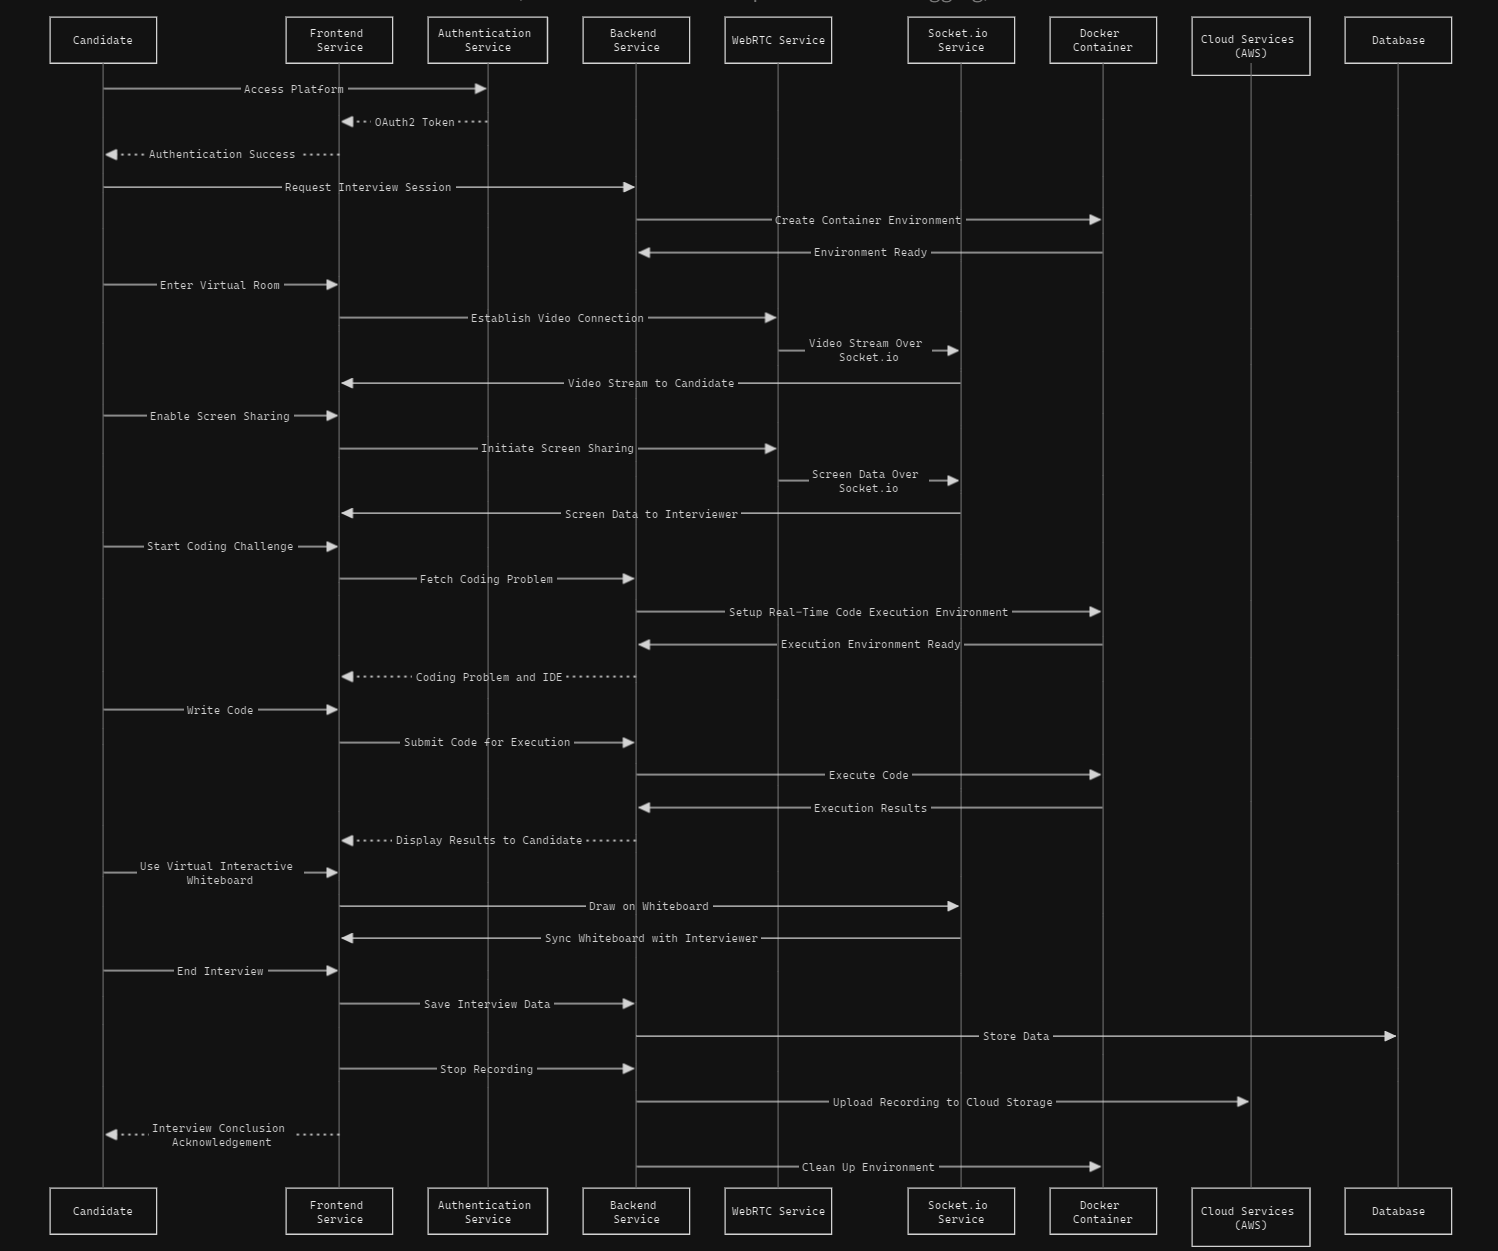 Candidate
Frontend
Service
Authentication
Service
Backend
Service
WebRTC Service
Socket.io
Service
Docker
Container
Cloud Services
(AWS)
Database
Access Platform
OAuth2 Token
Authentication Success
Request Interview Session
Create Container Environment
Environment Ready
Enter Virtual Room
Establish Video Connection
Video Stream Over
Socket.io
Video Stream to Candidate
Enable Screen Sharing
Initiate Screen Sharing
Screen Data Over
Socket.io
Screen Data to Interviewer
Start Coding Challenge
Fetch Coding Problem
Setup Real-Time Code Execution Environment
Execution Environment Ready
Coding Problem and IDE
Write Code
Submit Code for Execution
Execute Code
Execution Results
Display Results to Candidate
Use Virtual Interactive
Whiteboard
Draw on Whiteboard
Sync Whiteboard with Interviewer
End Interview
Save Interview Data
Store Data
Stop Recording
Upload Recording to Cloud Storage
Interview Conclusion
Acknowledgement
Clean Up Environment
Candidate
Frontend
Service
Authentication
Service
Backend
Service
WebRTC Service
Socket.io
Service
Docker
Container
Cloud Services
(AWS)
Database